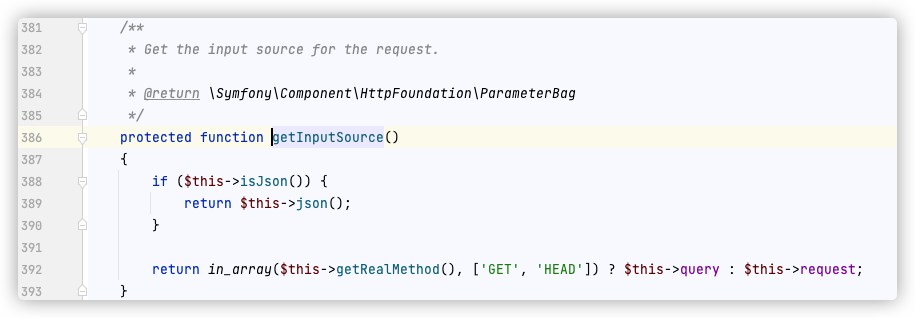 381 /**
382 * Get the input source for the request.
383 *
384 * @return \Symfony\Component\HttpFoundation\ParameterBag
385 */
386 protected function getInputSource()
387 {
388 if ($this->isJson()) {
389 return $this->json();
390 }
391
392 return in_array($this->getRealMethod(), ['GET', 'HEAD']) ? $this->query : $this->request;
393 }